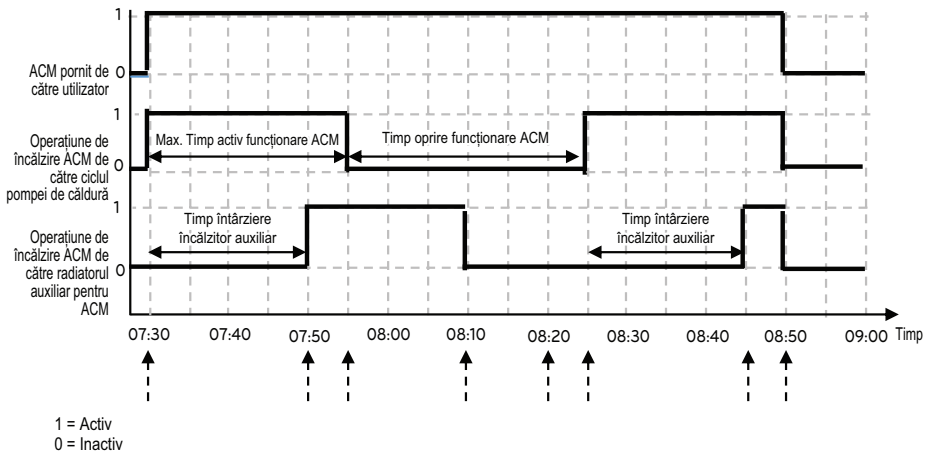 1
ACM pornit de
către utilizator
0
1
Operațiune de
încălzire ACM de
către ciclul
pompei de căldură
0
Max. Timp activ funcționare ACM
Timp oprire funcționare ACM
1
Operațiune de
încălzire ACM de
către radiatorul
auxiliar pentru
ACM
0
Timp întârziere
încălzitor auxiliar
Timp întârziere
încălzitor auxiliar
07:30 07:40 07:50 08:00 08:10 08:20 08:30 08:40 08:50 09:00 Timp
1 = Activ
0 = Inactiv